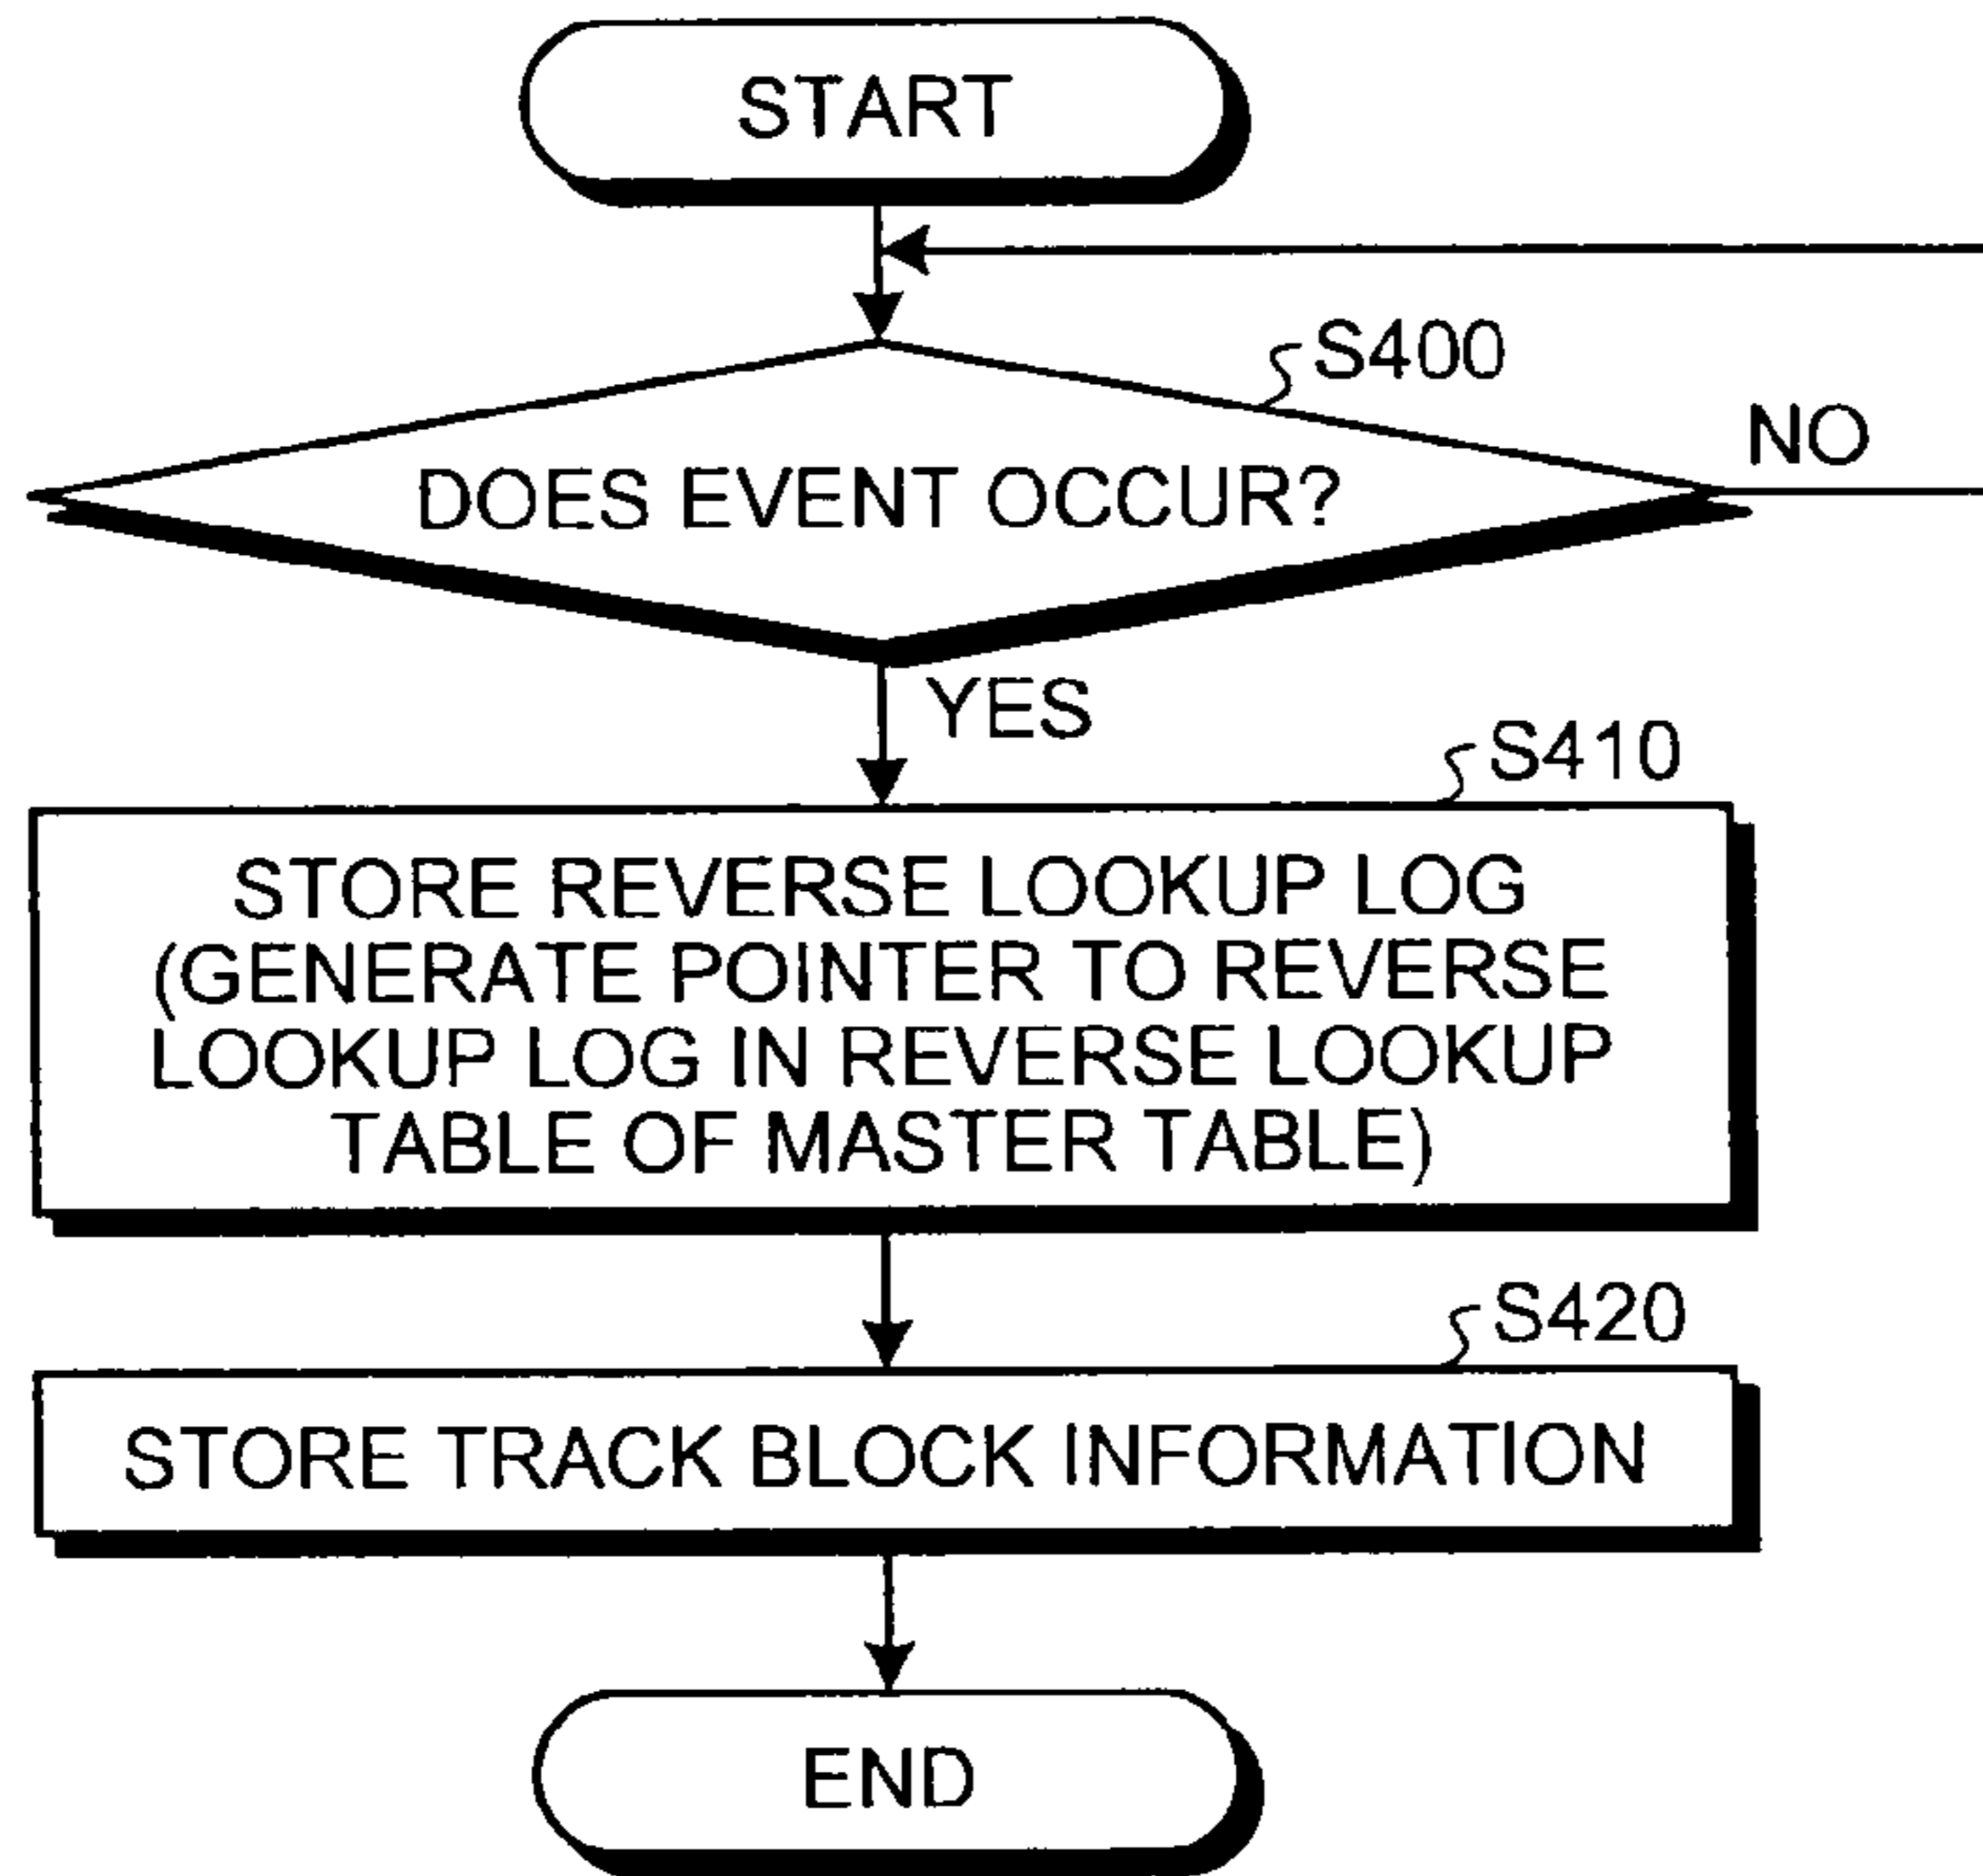 START
S400
NO
DOES EVENT OCCUR?
YES
S410
STORE REVERSE LOOKUP LOG
(GENERATE POINTER TO REVERSE
LOOKUP LOG IN REVERSE LOOKUP
TABLE OF MASTER TABLE)
S420
STORE TRACK BLOCK INFORMATION
END